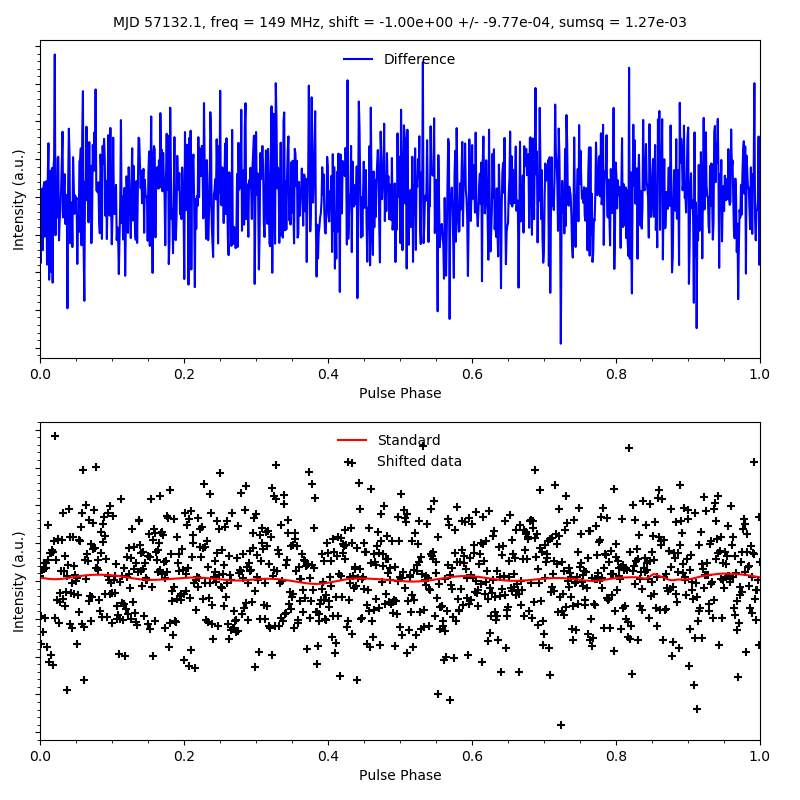 MJD 57132.1, freq = 149 MHz, shift = -1.00e+00 +/- -9.77e-04, sumsq = 1.27e-03
Difference
Intensity (a.u.)
0.0 0.2 0.4 0.6 0.8 1.0
Pulse Phase
Standard
Shifted data
Intensity (a.u.)
0.0 0.2 0.4 0.6 0.8 1.0
Pulse Phase